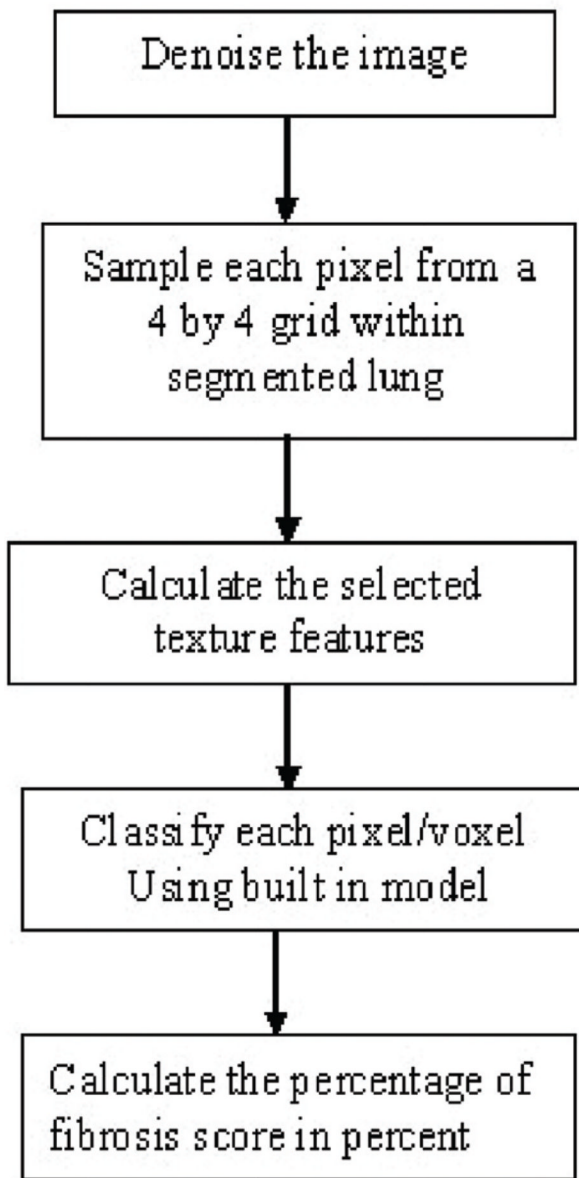 Denoise the image
Sample each pixel from a
4 by 4 grid within
segmented lung
Calculate the selected
texture features
Classify each pixel/voxel
Using built in model
Calculate the percentage of
fibrosis score in percent